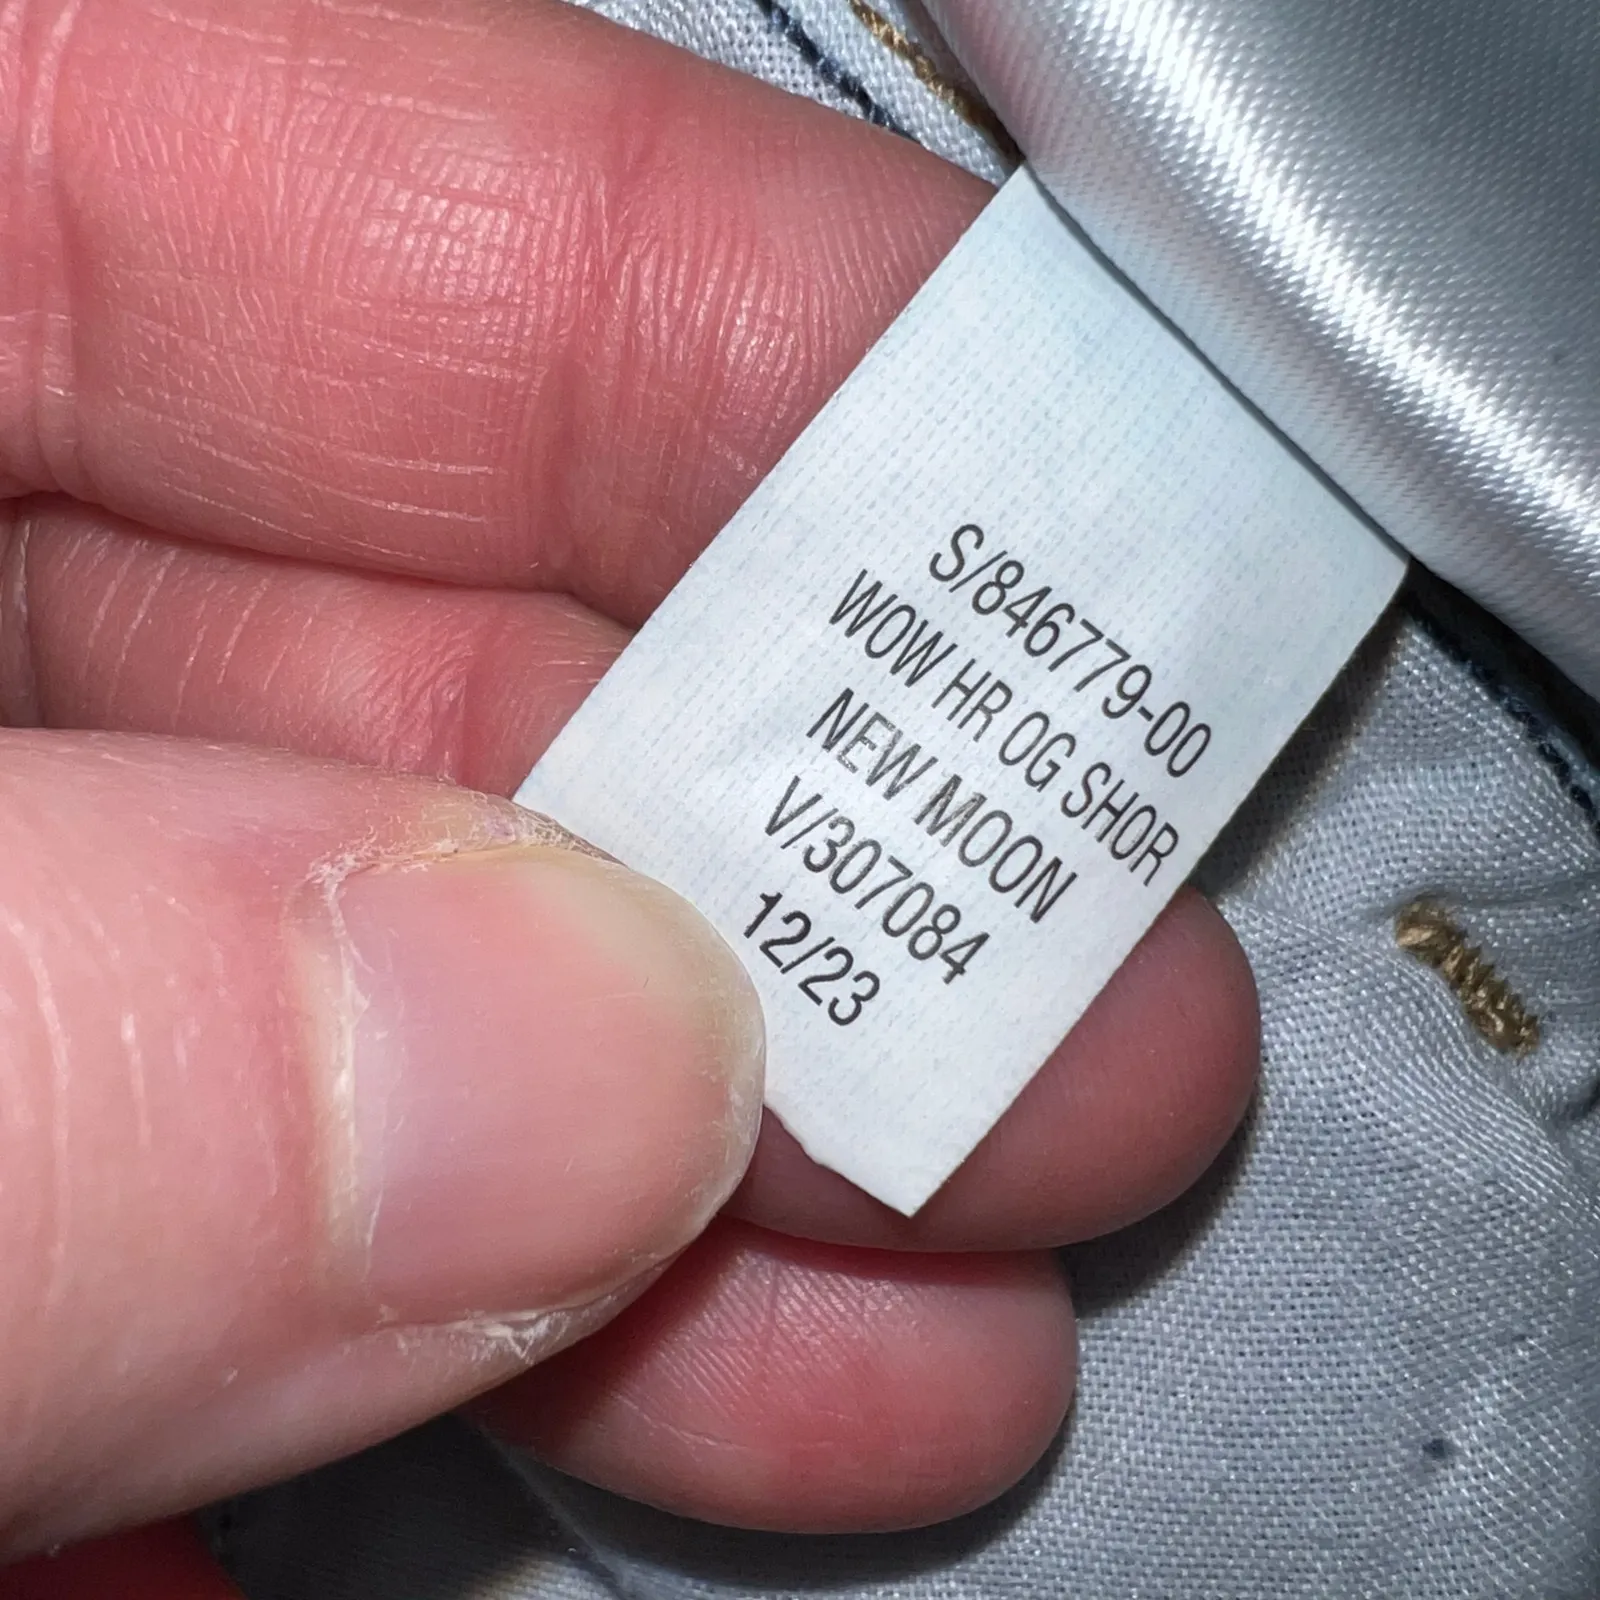 S/846779-00
WOW HR OG SHOR
NEW MOON
V/307084
12/23